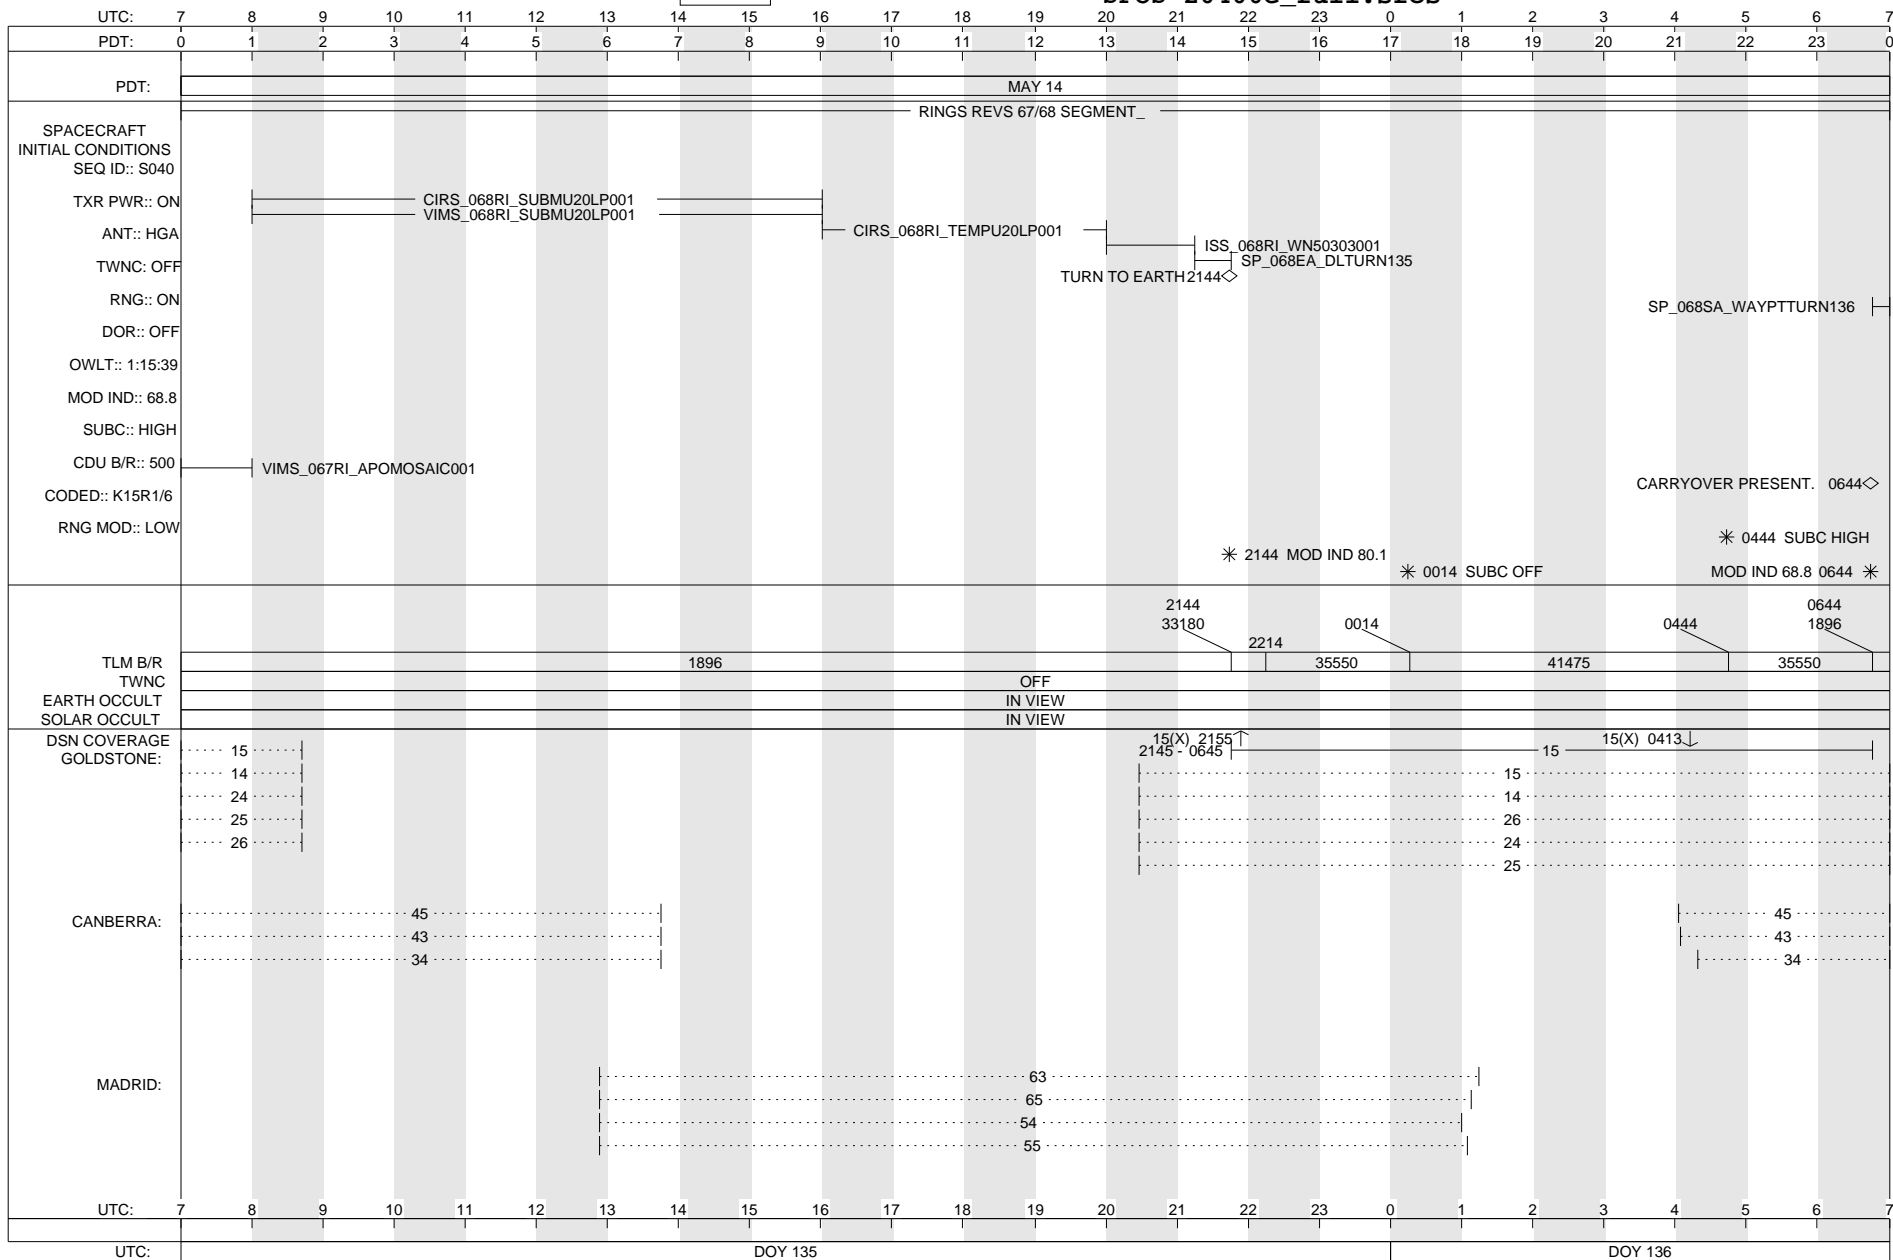 UTC: 7 8 9 10 11 12 13 14 15 16 17 18 19 20 21 22 23 0 1 2 3 4 5 6 7
PDT: 0 1 2 3 4 5 6 7 8 9 10 11 12 13 14 15 16 17 18 19 20 21 22 23 0
PDT: MAY 14
RINGS REVS 67/68 SEGMENT_
SPACECRAFT
INITIAL CONDITIONS
SEQ ID:: S040
TXR PWR:: ON
CIRS_068RI_SUBMU20LP001
VIMS_068RI_SUBMU20LP001
ANT:: HGA
CIRS_068RI_TEMPU20LP001
ISS_068RI_WN50303001
TWNC: OFF
SP_068EA_DLTURN135
TURN TO EARTH 2144
RNG:: ON
SP_068SA_WAYPTTURN136
DOR:: OFF
OWLT:: 1:15:39
MOD IND:: 68.8
SUBC:: HIGH
CDU B/R:: 500
VIMS_067RI_APOMOSAIC001
CARRYOVER PRESENT. 0644
CODED:: K15R1/6
RNG MOD:: LOW
0444 SUBC HIGH
2144 MOD IND 80.1
0014 SUBC OFF
MOD IND 68.8 0644
2144 0644
33180 0014 0444 1896
2214
TLM B/R 1896 35550 41475 35550
TWNC OFF
EARTH OCCULT IN VIEW
SOLAR OCCULT IN VIEW
DSN COVERAGE 15(X) 2155 15(X) 0413
GOLDSTONE: 15 2145 - 0645 15
15
14 14
24 26
25 24
26 25
CANBERRA: 45 45
43 43
34 34
MADRID: 63
65
54
55
UTC: 7 8 9 10 11 12 13 14 15 16 17 18 19 20 21 22 23 0 1 2 3 4 5 6 7
UTC: DOY 135 DOY 136